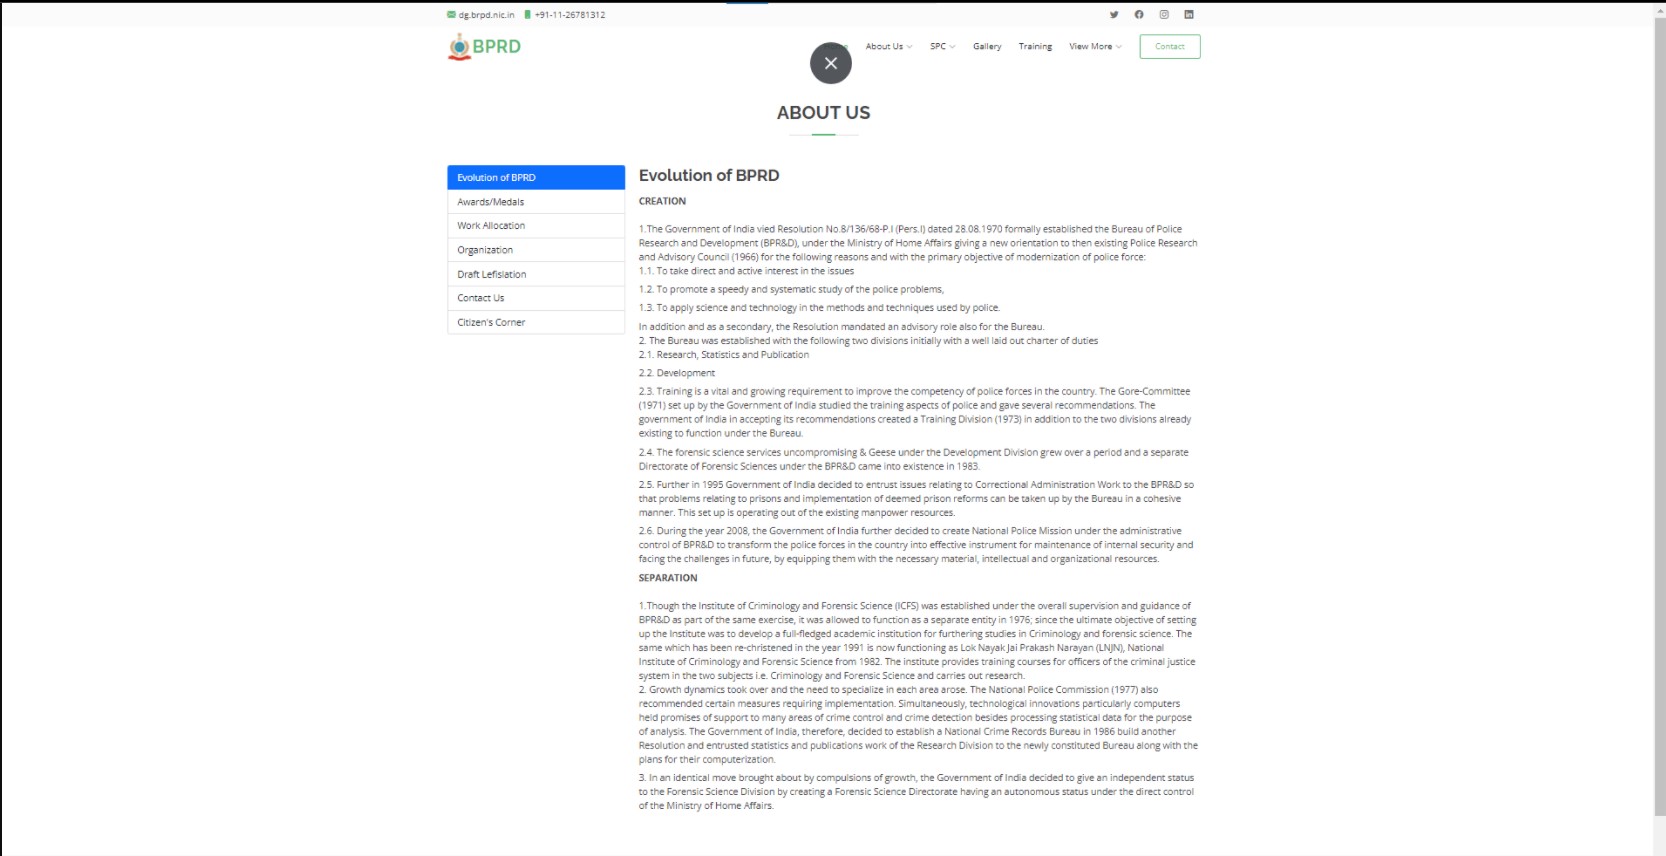 dg.brpd.nic.in +91-11-26781312
BPRD
About Us SPC Gallery Training View More Contact
ABOUT US
Evolution of BPRD
Awards/Medals
Work Allocation
Organization
Draft Lefislation
Contact Us
Citizen's Corner
Evolution of BPRD
CREATION
1.The Government of India vied Resolution No.8/136/68-P.I (Pers.I) dated 28.08.1970 formally established the Bureau of Police
Research and Development (BPR&D), under the Ministry of Home Affairs giving a new orientation to then existing Police Research
and Advisory Council (1966) for the following reasons and with the primary objective of modernization of police force:
1.1. To take direct and active interest in the issues
1.2. To promote a speedy and systematic study of the police problems,
1.3. To apply science and technology in the methods and techniques used by police.
In addition and as a secondary, the Resolution mandated an advisory role also for the Bureau.
2. The Bureau was established with the following two divisions initially with a well laid out charter of duties
2.1. Research, Statistics and Publication
2.2. Development
2.3. Training is a vital and growing requirement to improve the competency of police forces in the country. The Gore-Committee
(1971) set up by the Government of India studied the training aspects of police and gave several recommendations. The
government of India in accepting its recommendations created a Training Division (1973) in addition to the two divisions already
existing to function under the Bureau.
2.4. The forensic science services uncompromising & Geese under the Development Division grew over a period and a separate
Directorate of Forensic Sciences under the BPR&D came into existence in 1983.
2.5. Further in 1995 Government of India decided to entrust issues relating to Correctional Administration Work to the BPR&D so
that problems relating to prisons and implementation of deemed prison reforms can be taken up by the Bureau in a cohesive
manner. This set up is operating out of the existing manpower resources.
2.6. During the year 2008, the Government of India further decided to create National Police Mission under the administrative
control of BPR&D to transform the police forces in the country into effective instrument for maintenance of internal security and
facing the challenges in future, by equipping them with the necessary material, intellectual and organizational resources.
SEPARATION
1.Though the Institute of Criminology and Forensic Science (ICFS) was established under the overall supervision and guidance of
BPR&D as part of the same exercise, it was allowed to function as a separate entity in 1976; since the ultimate objective of setting
up the Institute was to develop a full-fledged academic institution for furthering studies in Criminology and forensic science. The
same which has been re-christened in the year 1991 is now functioning as Lok Nayak Jai Prakash Narayan (LNJN), National
Institute of Criminology and Forensic Science from 1982. The institute provides training courses for officers of the criminal justice
system in the two subjects i.e. Criminology and Forensic Science and carries out research.
2. Growth dynamics took over and the need to specialize in each area arose. The National Police Commission (1977) also
recommended certain measures requiring implementation. Simultaneously, technological innovations particularly computers
held promises of support to many areas of crime control and crime detection besides processing statistical data for the purpose
of analysis. The Government of India, therefore, decided to establish a National Crime Records Bureau in 1986 build another
Resolution and entrusted statistics and publications work of the Research Division to the newly constituted Bureau along with the
plans for their computerization.
3. In an identical move brought about by compulsions of growth, the Government of India decided to give an independent status
to the Forensic Science Division by creating a Forensic Science Directorate having an autonomous status under the direct control
of the Ministry of Home Affairs.